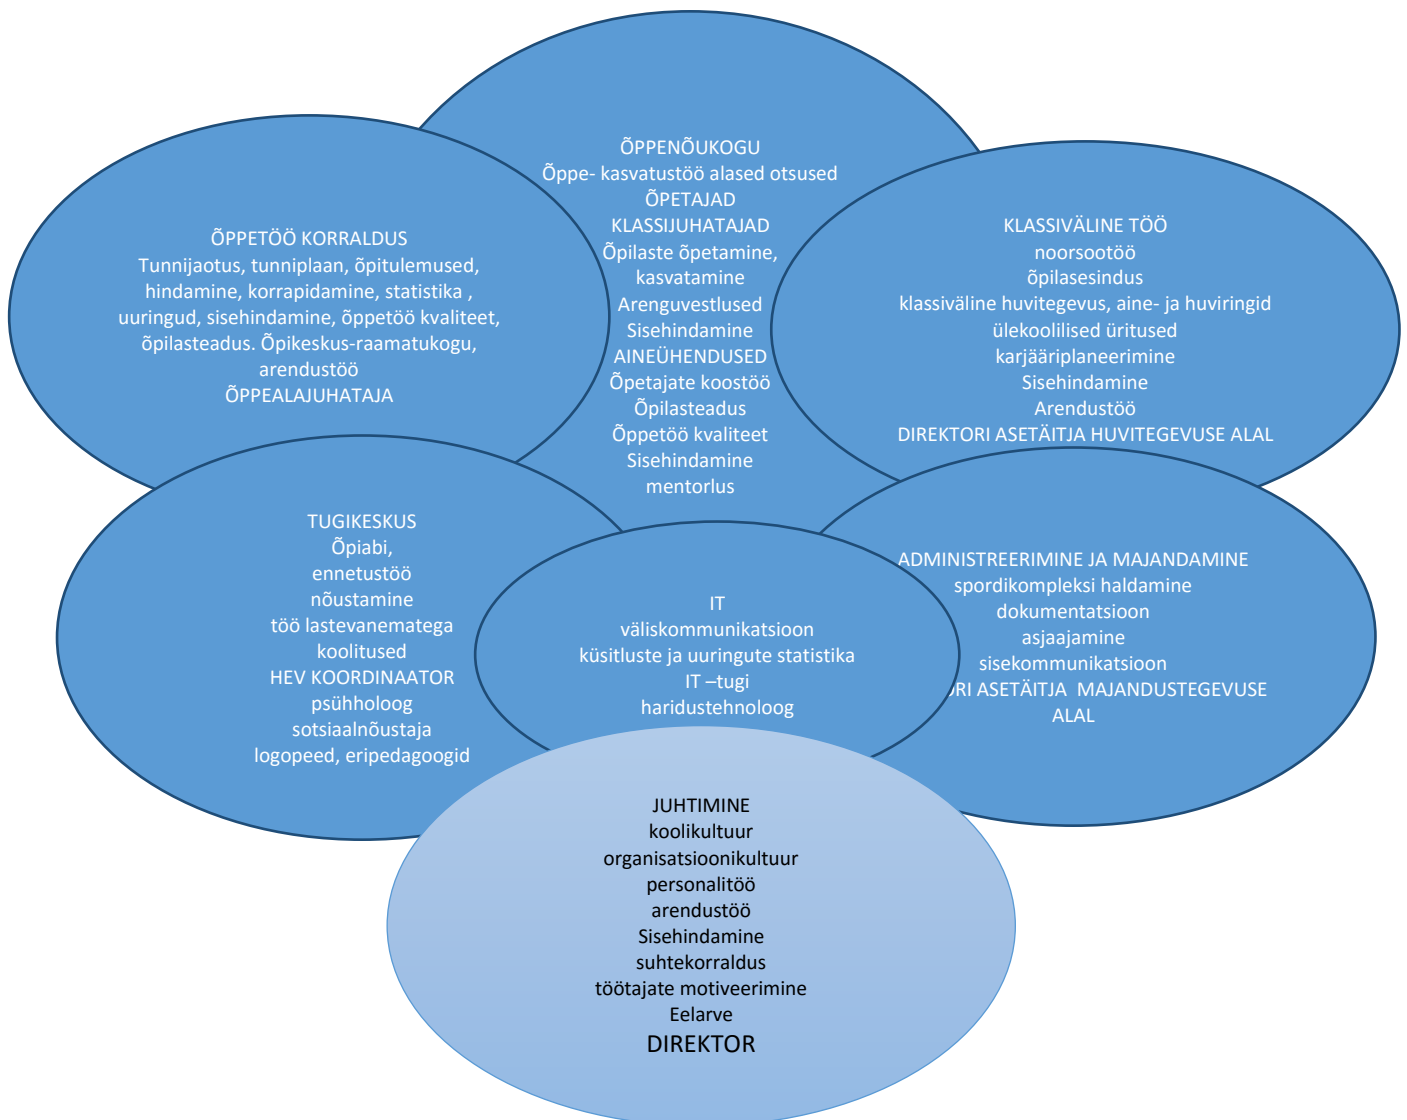 ÕPPENÕUKOGU
Õppe- kasvatustöö alased otsused
ÕPETAJAD
KLASSIJUHATAJAD
Õpilaste õpetamine,
kasvatamine
Arenguvestlused
Sisehindamine
AINEÜHENDUSED
Õpetajate koostöö
Õpilasteadus
Õppetöö kvaliteet
Sisehindamine
mentorlus
ÕPPETÖÖ KORRALDUS
Tunnijaotus, tunniplaan, õpitulemused,
hindamine, korrapidamine, statistika ,
uuringud, sisehindamine, õppetöö kvaliteet,
õpilasteadus. Õpikeskus-raamatukogu,
arendustöö
ÕPPEALAJUHATAJA
KLASSIVÄLINE TÖÖ
noorsootöö
õpilasesindus
klassiväline huvitegevus, aine- ja huviringid
ülekoolilised üritused
karjääriplaneerimine
Sisehindamine
Arendustöö
DIREKTORI ASETÄITJA HUVITEGEVUSE ALAL
TUGIKESKUS
Õpiabi,
ennetustöö
nõustamine
töö lastevanematega
koolitused
HEV KOORDINAATOR
psühholoog
sotsiaalnõustaja
logopeed, eripedagoogid
IT
väliskommunikatsioon
küsitluste ja uuringute statistika
IT –tugi
haridustehnoloog
ADMINISTREERIMINE JA MAJANDAMINE
spordikompleksi haldamine
dokumentatsioon
asjaajamine
sisekommunikatsioon
ORI ASETÄITJA MAJANDUSTEGEVUSE
ALAL
JUHTIMINE
koolikultuur
organisatsioonikultuur
personalitöö
arendustöö
Sisehindamine
suhtekorraldus
töötajate motiveerimine
Eelarve
DIREKTOR